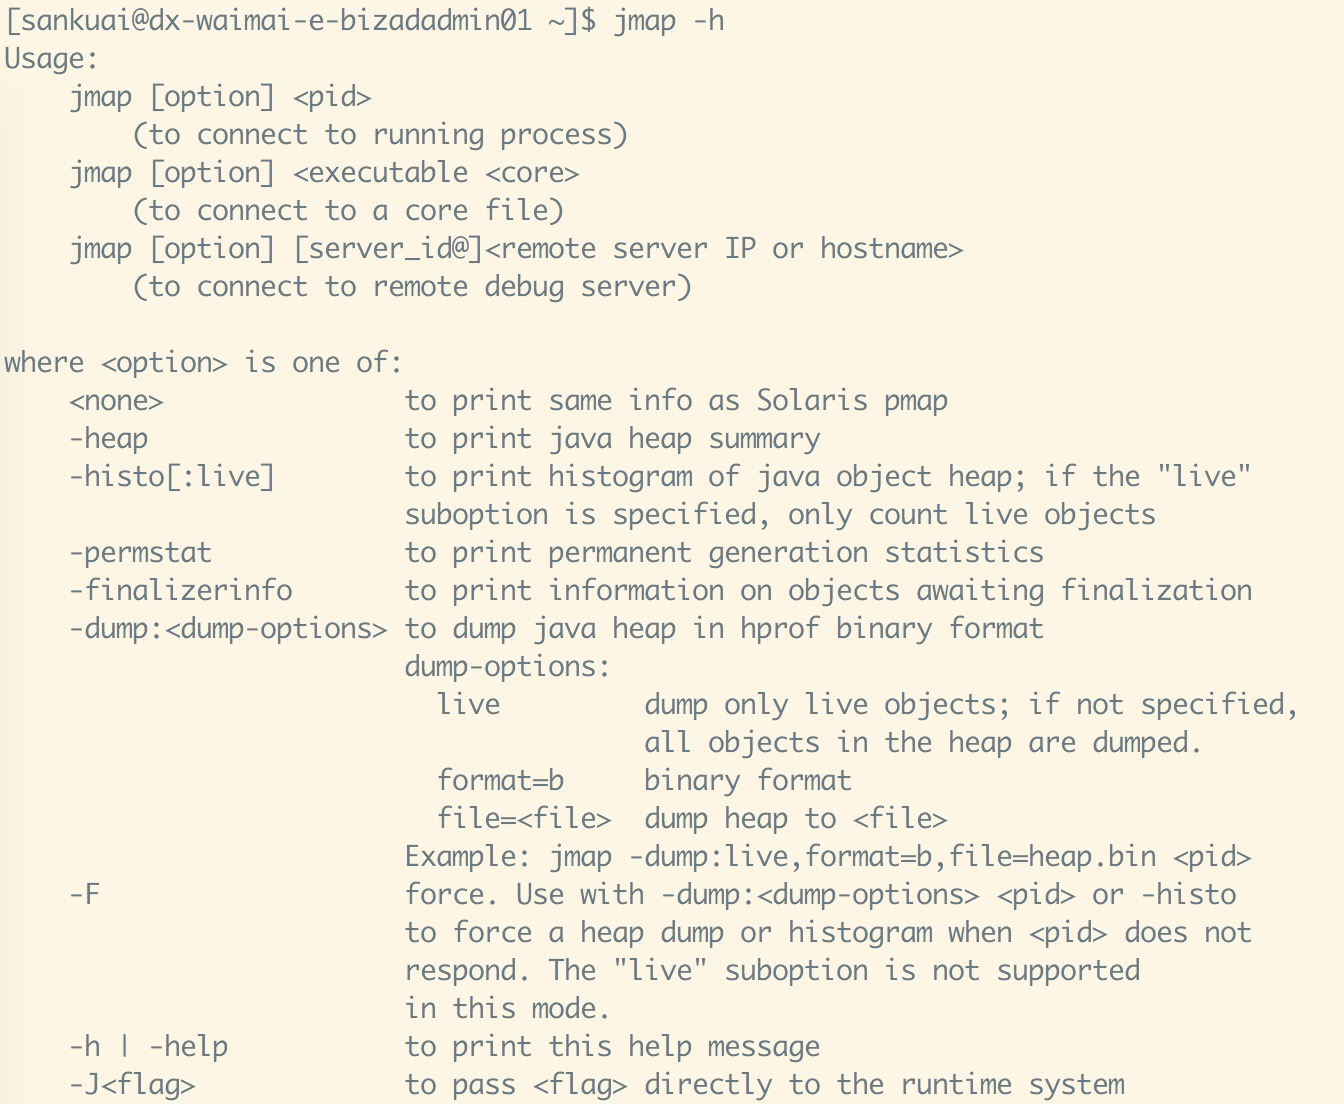 [sankuai@dx-waimai-e-bizadadmin01 ~]$ jmap -h
Usage:
    jmap [option] <pid>
        (to connect to running process)
    jmap [option] <executable <core>
        (to connect to a core file)
    jmap [option] [server_id@]<remote server IP or hostname>
        (to connect to remote debug server)

where <option> is one of:
    <none>               to print same info as Solaris pmap
    -heap                to print java heap summary
    -histo[:live]        to print histogram of java object heap; if the "live"
                         suboption is specified, only count live objects
    -permstat            to print permanent generation statistics
    -finalizerinfo       to print information on objects awaiting finalization
    -dump:<dump-options> to dump java heap in hprof binary format
                         dump-options:
                           live         dump only live objects; if not specified,
                                        all objects in the heap are dumped.
                           format=b     binary format
                           file=<file>  dump heap to <file>
                         Example: jmap -dump:live,format=b,file=heap.bin <pid>
    -F                   force. Use with -dump:<dump-options> <pid> or -histo
                         to force a heap dump or histogram when <pid> does not
                         respond. The "live" suboption is not supported
                         in this mode.
    -h | -help           to print this help message
    -J<flag>             to pass <flag> directly to the runtime system